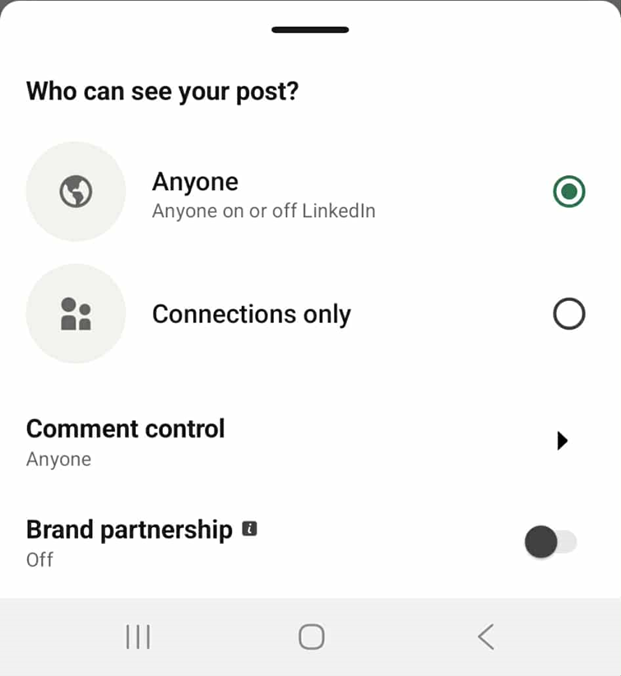 Who can see your post?
Anyone
Anyone on or off LinkedIn
Connections only
Comment control
Anyone
Brand partnership
Off